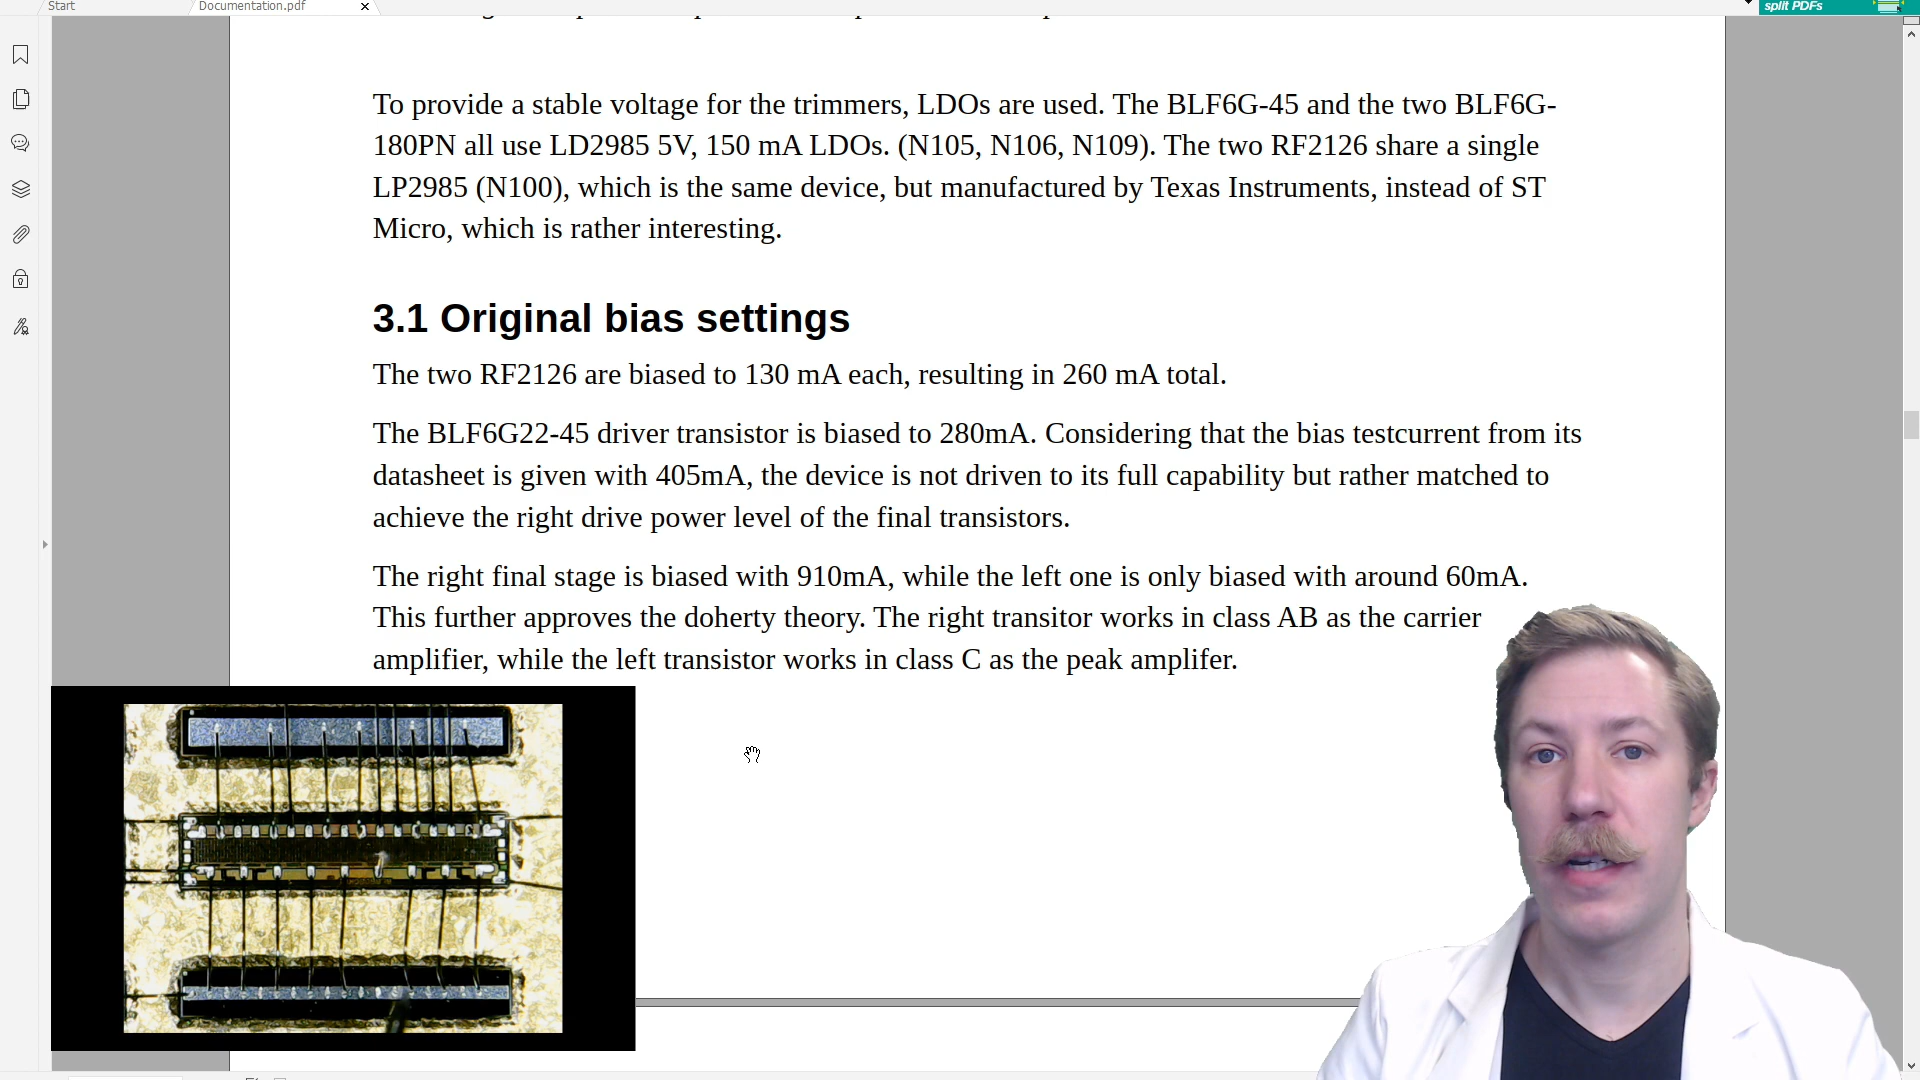 Start
Documentation.pdf
split PDFs
To provide a stable voltage for the trimmers, LDOs are used. The BLF6G-45 and the two BLF6G-
180PN all use LD2985 5V, 150 mA LDOs. (N105, N106, N109). The two RF2126 share a single
LP2985 (N100), which is the same device, but manufactured by Texas Instruments, instead of ST
Micro, which is rather interesting.
3.1 Original bias settings
The two RF2126 are biased to 130 mA each, resulting in 260 mA total.
The BLF6G22-45 driver transistor is biased to 280mA. Considering that the bias testcurrent from its
datasheet is given with 405mA, the device is not driven to its full capability but rather matched to
achieve the right drive power level of the final transistors.
The right final stage is biased with 910mA, while the left one is only biased with around 60mA.
This further approves the doherty theory. The right transitor works in class AB as the carrier
amplifier, while the left transistor works in class C as the peak amplifer.